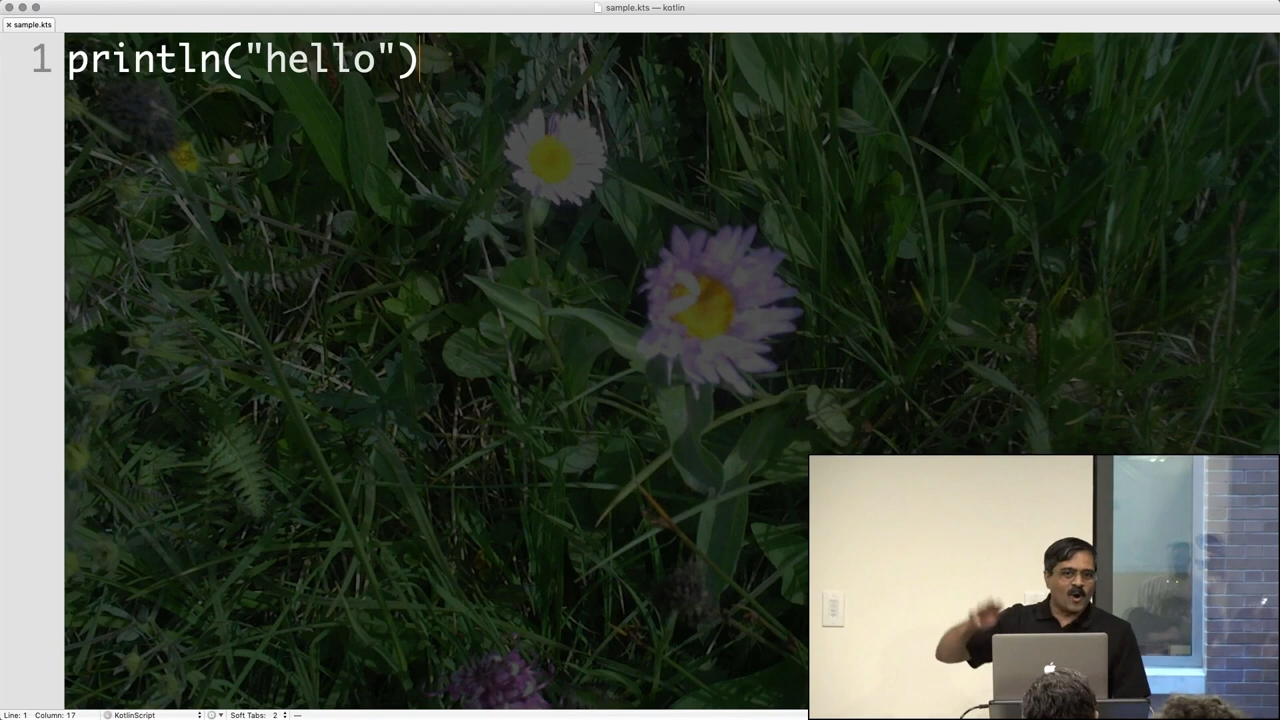 sample.kts — kotlin
× sample.kts
1 println("hello")
Line: 1 Column: 17 KotlinScript Soft Tabs: 2 —